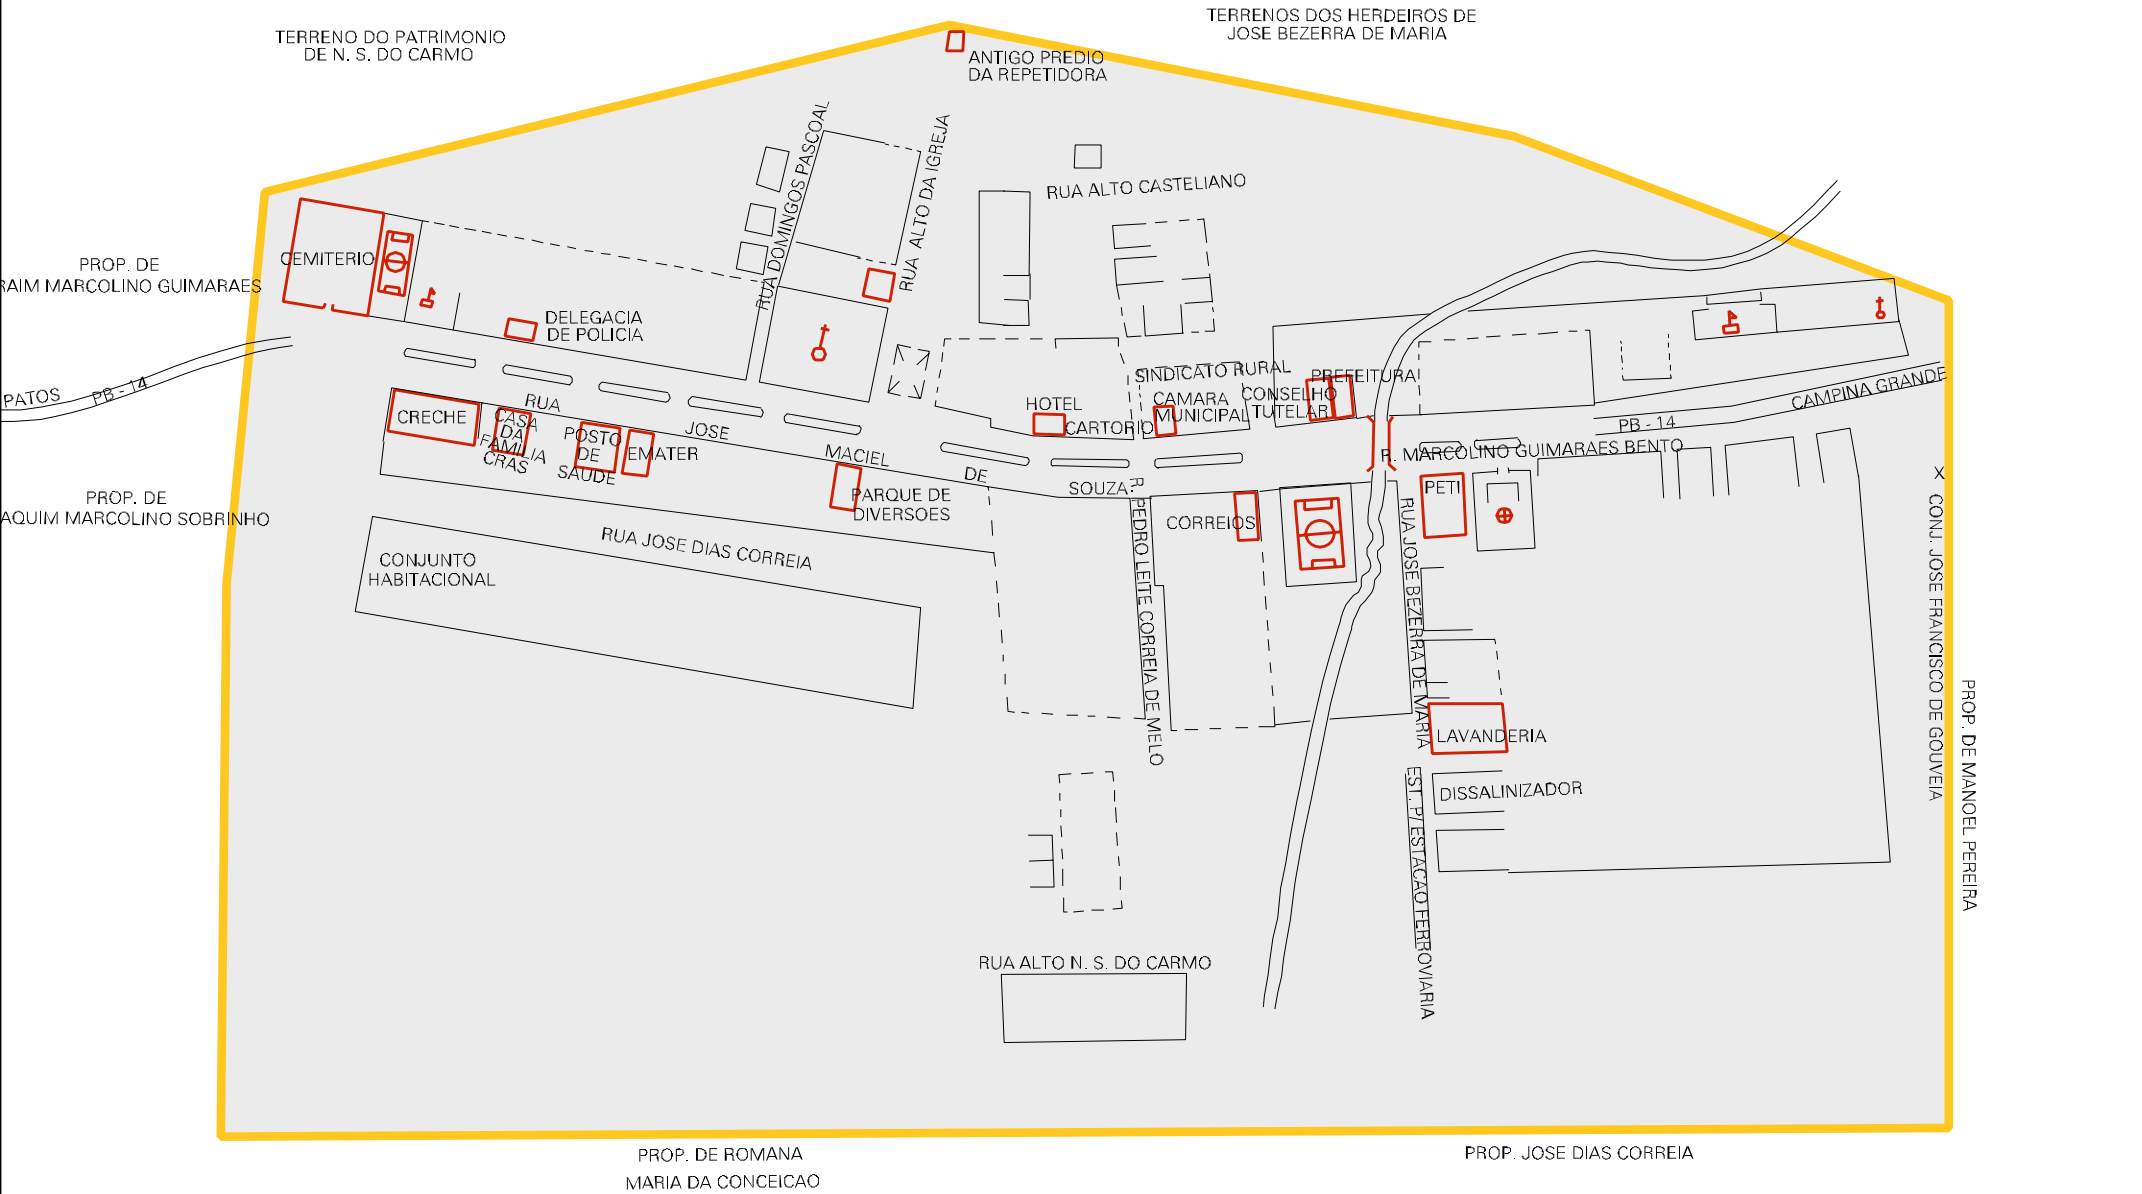 TERRENO DO PATRIMONIO
DE N. S. DO CARMO
TERRENOS DOS HERDEIROS DE
JOSE BEZERRA DE MARIA
ANTIGO PREDIO
DA REPETIDORA
RUA DOMINGOS PASCOAL
RUA ALTO DA IGREJA
RUA ALTO CASTELIANO
PROP. DE
RAIM MARCOLINO GUIMARAES
CEMITERIO
DELEGACIA
DE POLICIA
PATOS
PB - 14
CRECHE
CASA
DA
FAMILIA
CRAS
POSTO
DE
SAUDE
EMATER
RUA
JOSE
MACIEL
DE
SOUZA
PARQUE DE
DIVERSOES
HOTEL
CARTORIO
SINDICATO RURAL
CAMARA
MUNICIPAL
CONSELHO
TUTELAR
PREFEITURA
CAMPINA GRANDE
PB - 14
R. MARCOLINO GUIMARAES BENTO
PETI
CORREIOS
PROP. DE
AQUIM MARCOLINO SOBRINHO
RUA JOSE DIAS CORREIA
CONJUNTO
HABITACIONAL
R. PEDRO LEITE CORREIA DE MELO
RUA JOSE BEZERRA DE MARIA
X
CONJ. JOSE FRANCISCO DE GOUVEIA
PROP. DE MANOEL PEREIRA
LAVANDERIA
DISSALINIZADOR
EST. P/ ESTACAO FERROVIARIA
RUA ALTO N. S. DO CARMO
PROP. DE ROMANA
MARIA DA CONCEICAO
PROP. JOSE DIAS CORREIA